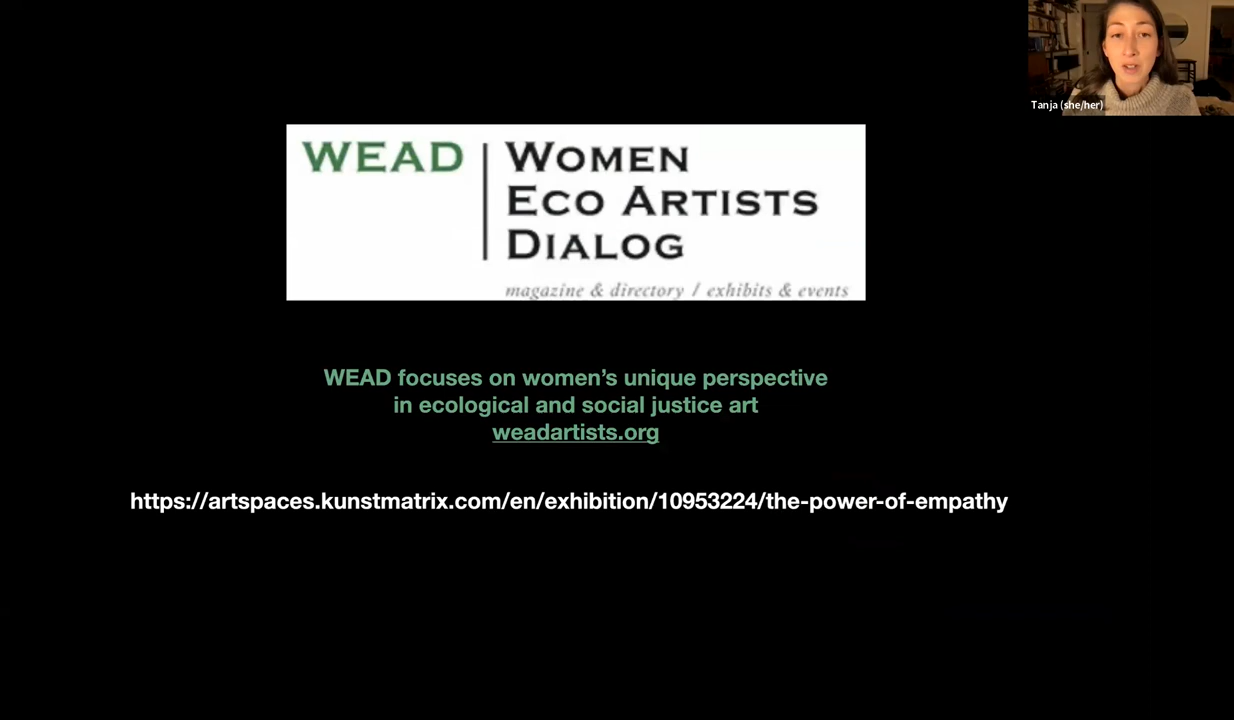 Tanja (she/her)
WEAD
WOMEN
ECO ARTISTS
DIALOG
magazine & directory / exhibits & events
WEAD focuses on women’s unique perspective
in ecological and social justice art
weadartists.org
https://artspaces.kunstmatrix.com/en/exhibition/10953224/the-power-of-empathy